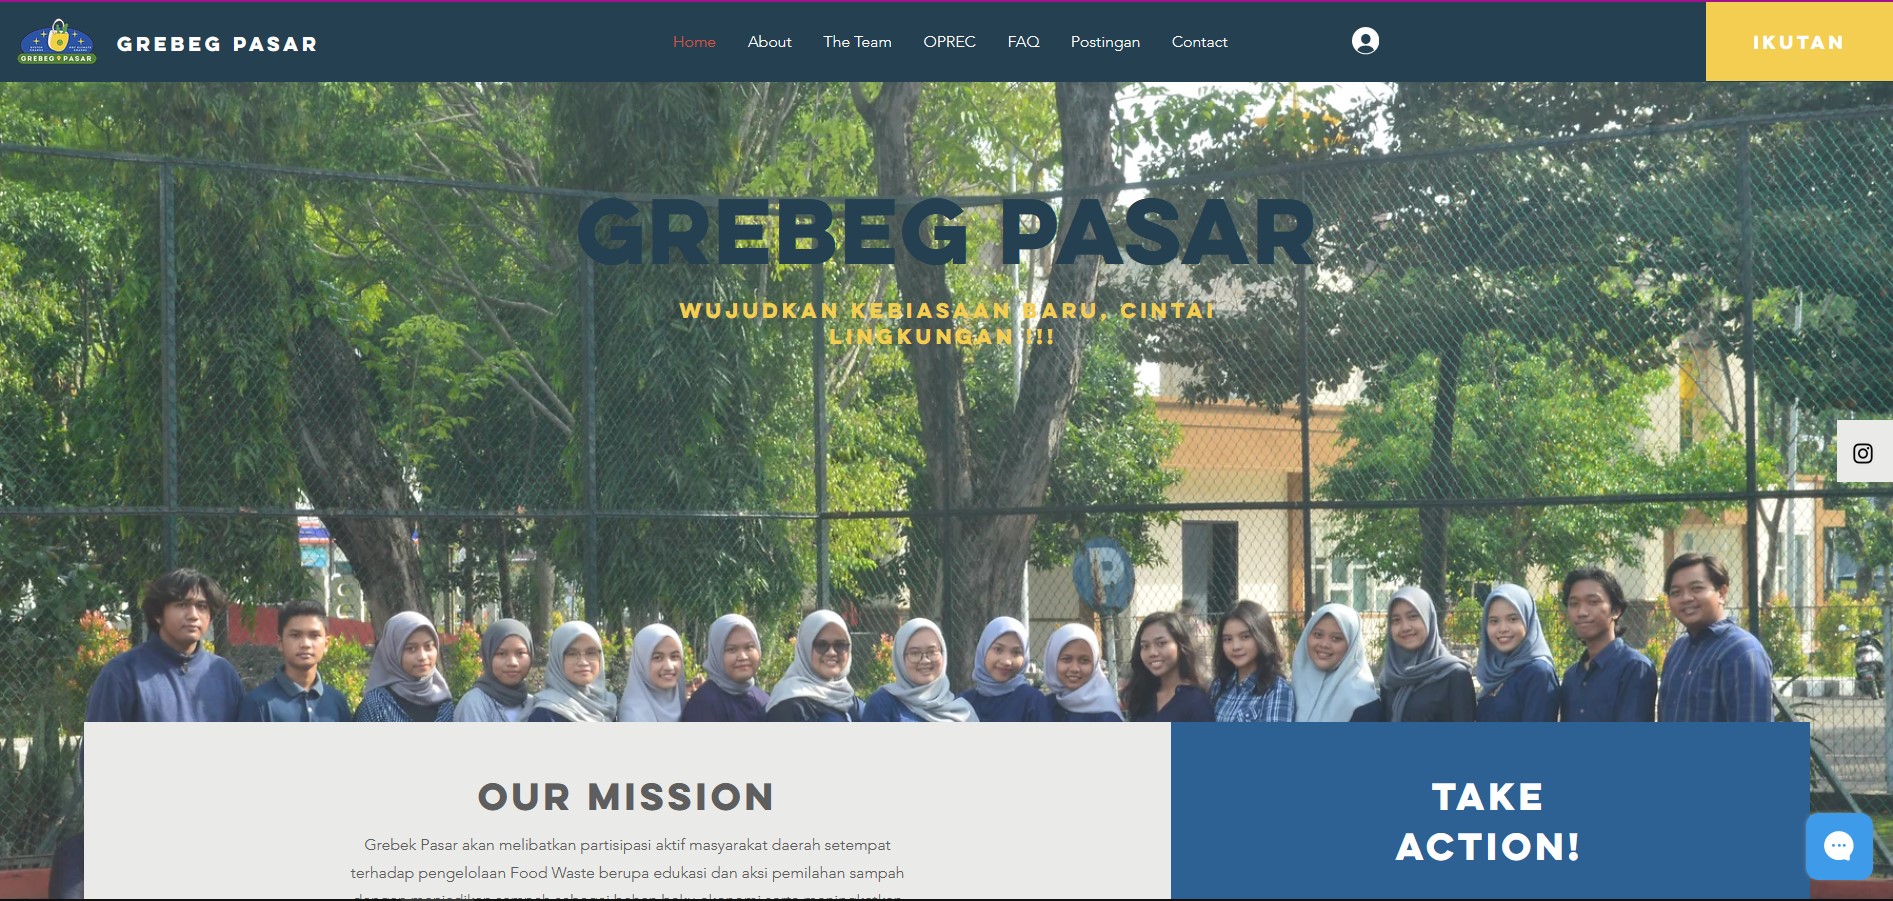 GREBEG PASAR
GREBEG PASAR
Home
About
The Team
OPREC
FAQ
Postingan
Contact
IKUTAN
GREBEG PASAR
WUJUDKAN KEBIASAAN BARU, CINTAI
LINGKUNGAN !!!
OUR MISSION
Grebek Pasar akan melibatkan partisipasi aktif masyarakat daerah setempat
terhadap pengelolaan Food Waste berupa edukasi dan aksi pemilahan sampah
TAKE
ACTION!